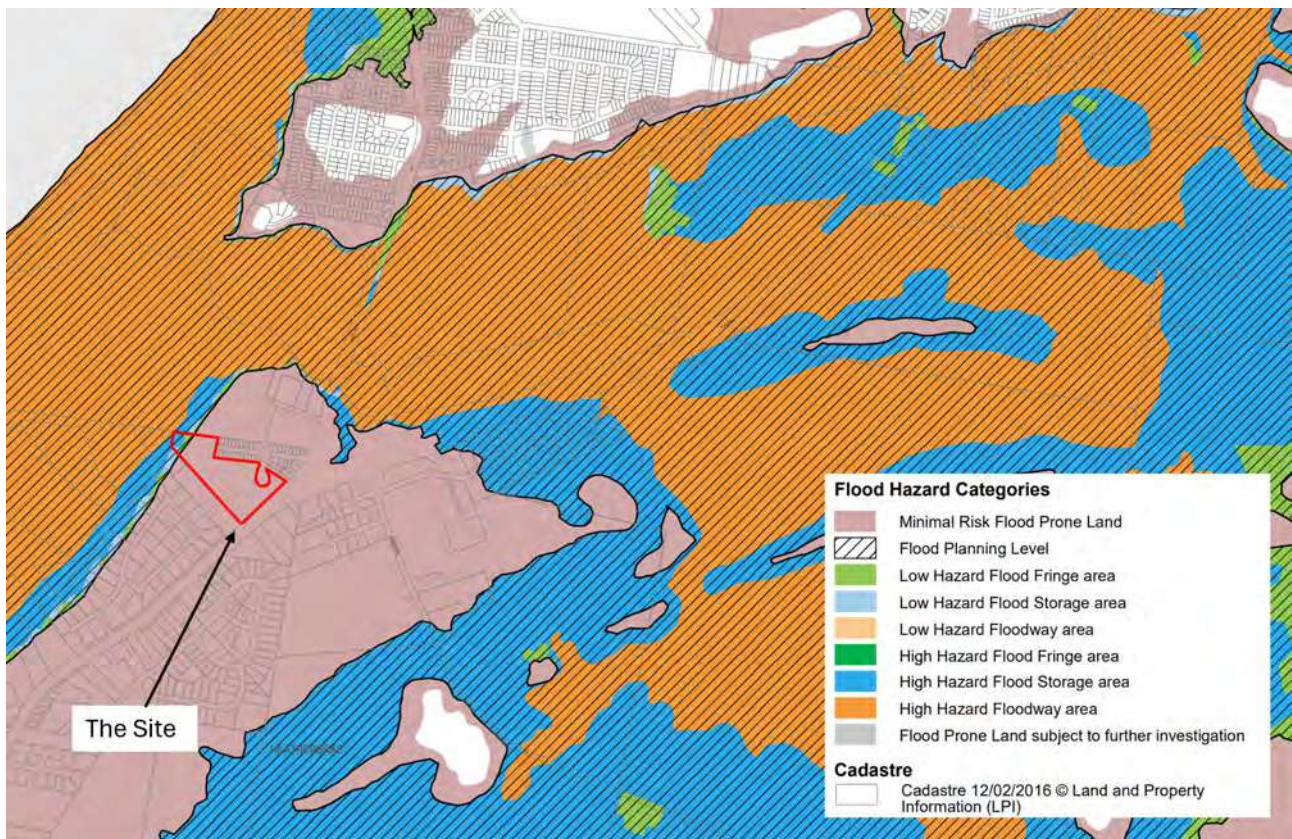 The Site
Flood Hazard Categories
Minimal Risk Flood Prone Land
Flood Planning Level
Low Hazard Flood Fringe area
Low Hazard Flood Storage area
Low Hazard Floodway area
High Hazard Flood Fringe area
High Hazard Flood Storage area
High Hazard Floodway area
Flood Prone Land subject to further investigation
Cadastre
Cadastre 12/02/2016 © Land and Property
Information (LPI)